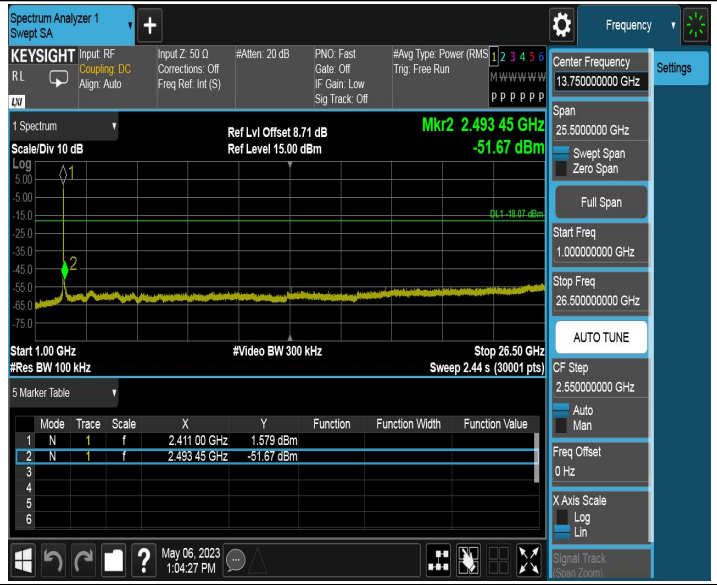 Spectrum Analyzer 1
Swept SA
Frequency
KEYSIGHT
RL
LXI
Input: RF
Coupling: DC
Align: Auto
Input Z: 50 Ω
Corrections: Off
Freq Ref: Int (S)
#Atten: 20 dB
PNO: Fast
Gate: Off
IF Gain: Low
Sig Track: Off
#Avg Type: Power (RMS
Trig: Free Run
1 2 3 4 5 6
M W W W W W
P P P P P P
1 Spectrum
Scale/Div 10 dB
Ref Lvl Offset 8.71 dB
Ref Level 15.00 dBm
Mkr2 2.493 45 GHz
-51.67 dBm
Log
5.00
-5.00
-15.0
-25.0
-35.0
-45.0
-55.0
-65.0
-75.0
1
2
DL1 -18.07 dBm
Start 1.00 GHz
#Res BW 100 kHz
#Video BW 300 kHz
Stop 26.50 GHz
Sweep 2.44 s (30001 pts)
5 Marker Table
Mode Trace Scale X Y Function Function Width Function Value
1 N 1 f 2.411 00 GHz 1.579 dBm
2 N 1 f 2.493 45 GHz -51.67 dBm
3
4
5
6
May 06, 2023
1:04:27 PM
Center Frequency
13.750000000 GHz
Span
25.5000000 GHz
Swept Span
Zero Span
Full Span
Start Freq
1.000000000 GHz
Stop Freq
26.500000000 GHz
AUTO TUNE
CF Step
2.550000000 GHz
Auto
Man
Freq Offset
0 Hz
X Axis Scale
Log
Lin
Signal Track
(Span Zoom)
Settings